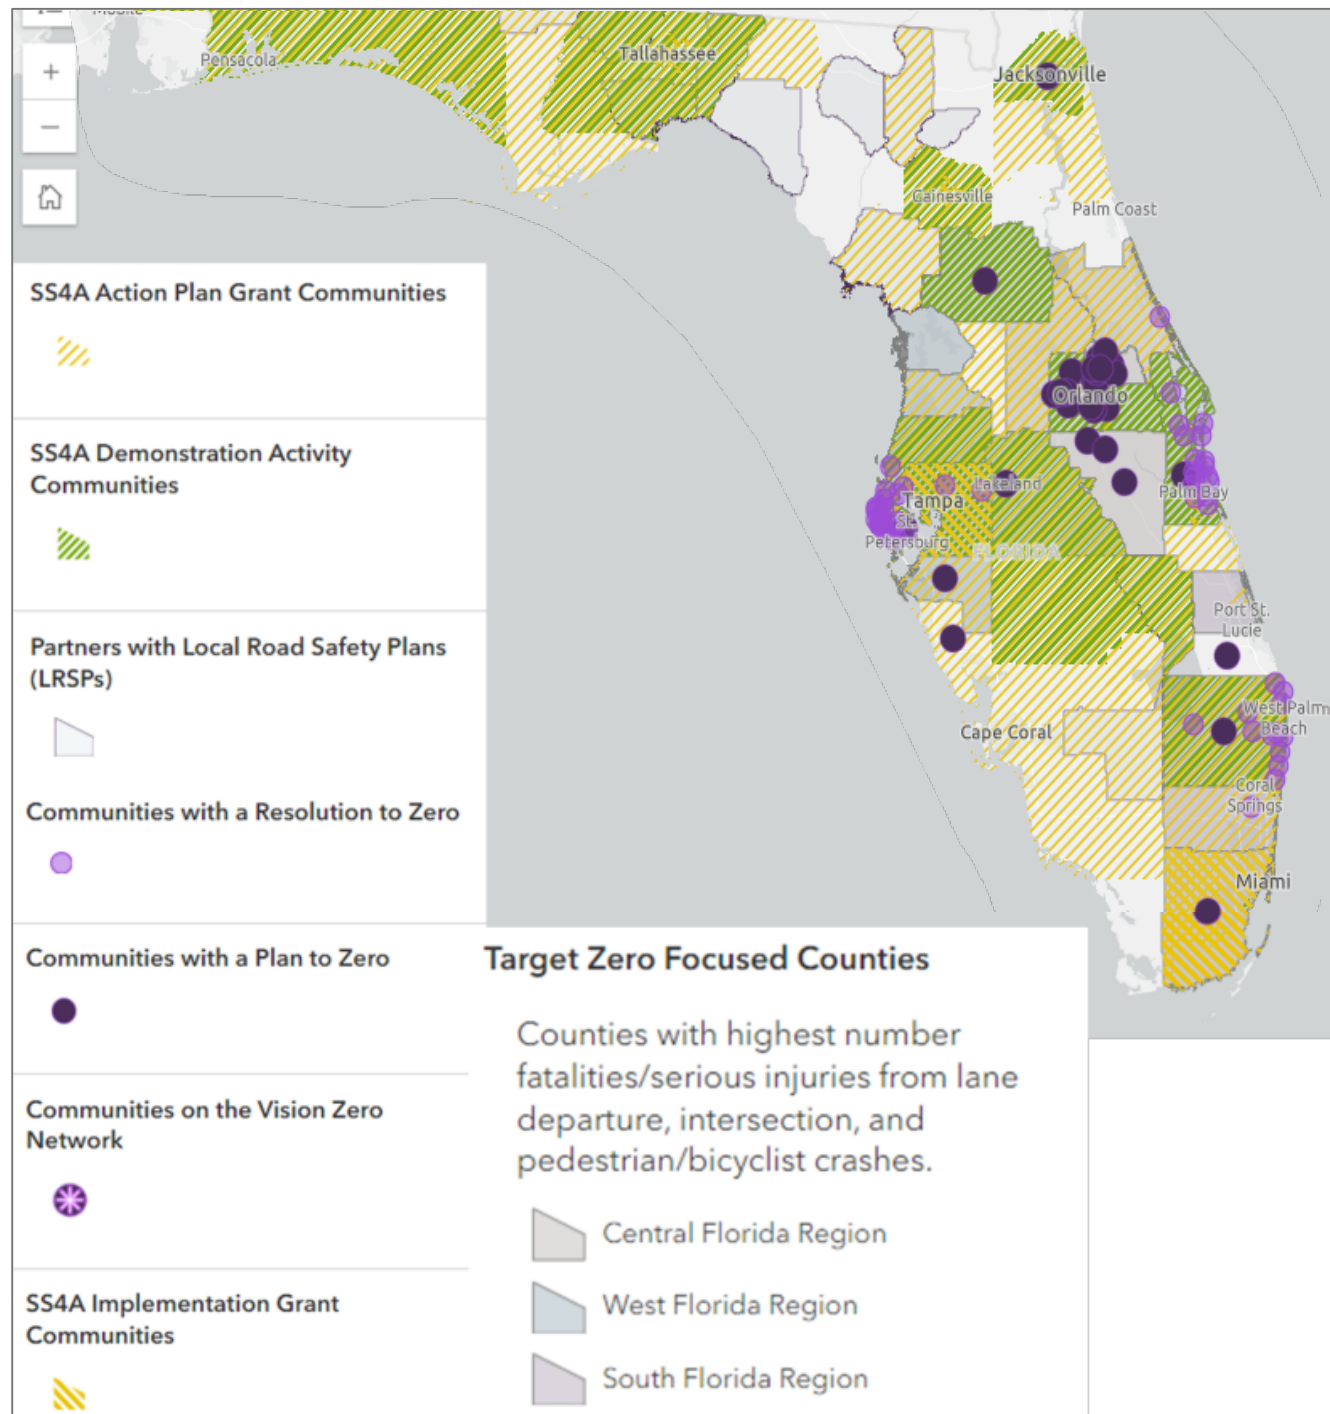 Mobile
Pensacola
Tallahassee
Jacksonville
Gainesville
Palm Coast
Orlando
Lakeland
Tampa
St.
Petersburg
Palm Bay
FLORIDA
Port St.
Lucie
West Palm
Beach
Cape Coral
Coral
Springs
Miami
+
−
SS4A Action Plan Grant Communities
SS4A Demonstration Activity
Communities
Partners with Local Road Safety Plans
(LRSPs)
Communities with a Resolution to Zero
Communities with a Plan to Zero
Communities on the Vision Zero
Network
SS4A Implementation Grant
Communities
Target Zero Focused Counties
Counties with highest number
fatalities/serious injuries from lane
departure, intersection, and
pedestrian/bicyclist crashes.
Central Florida Region
West Florida Region
South Florida Region